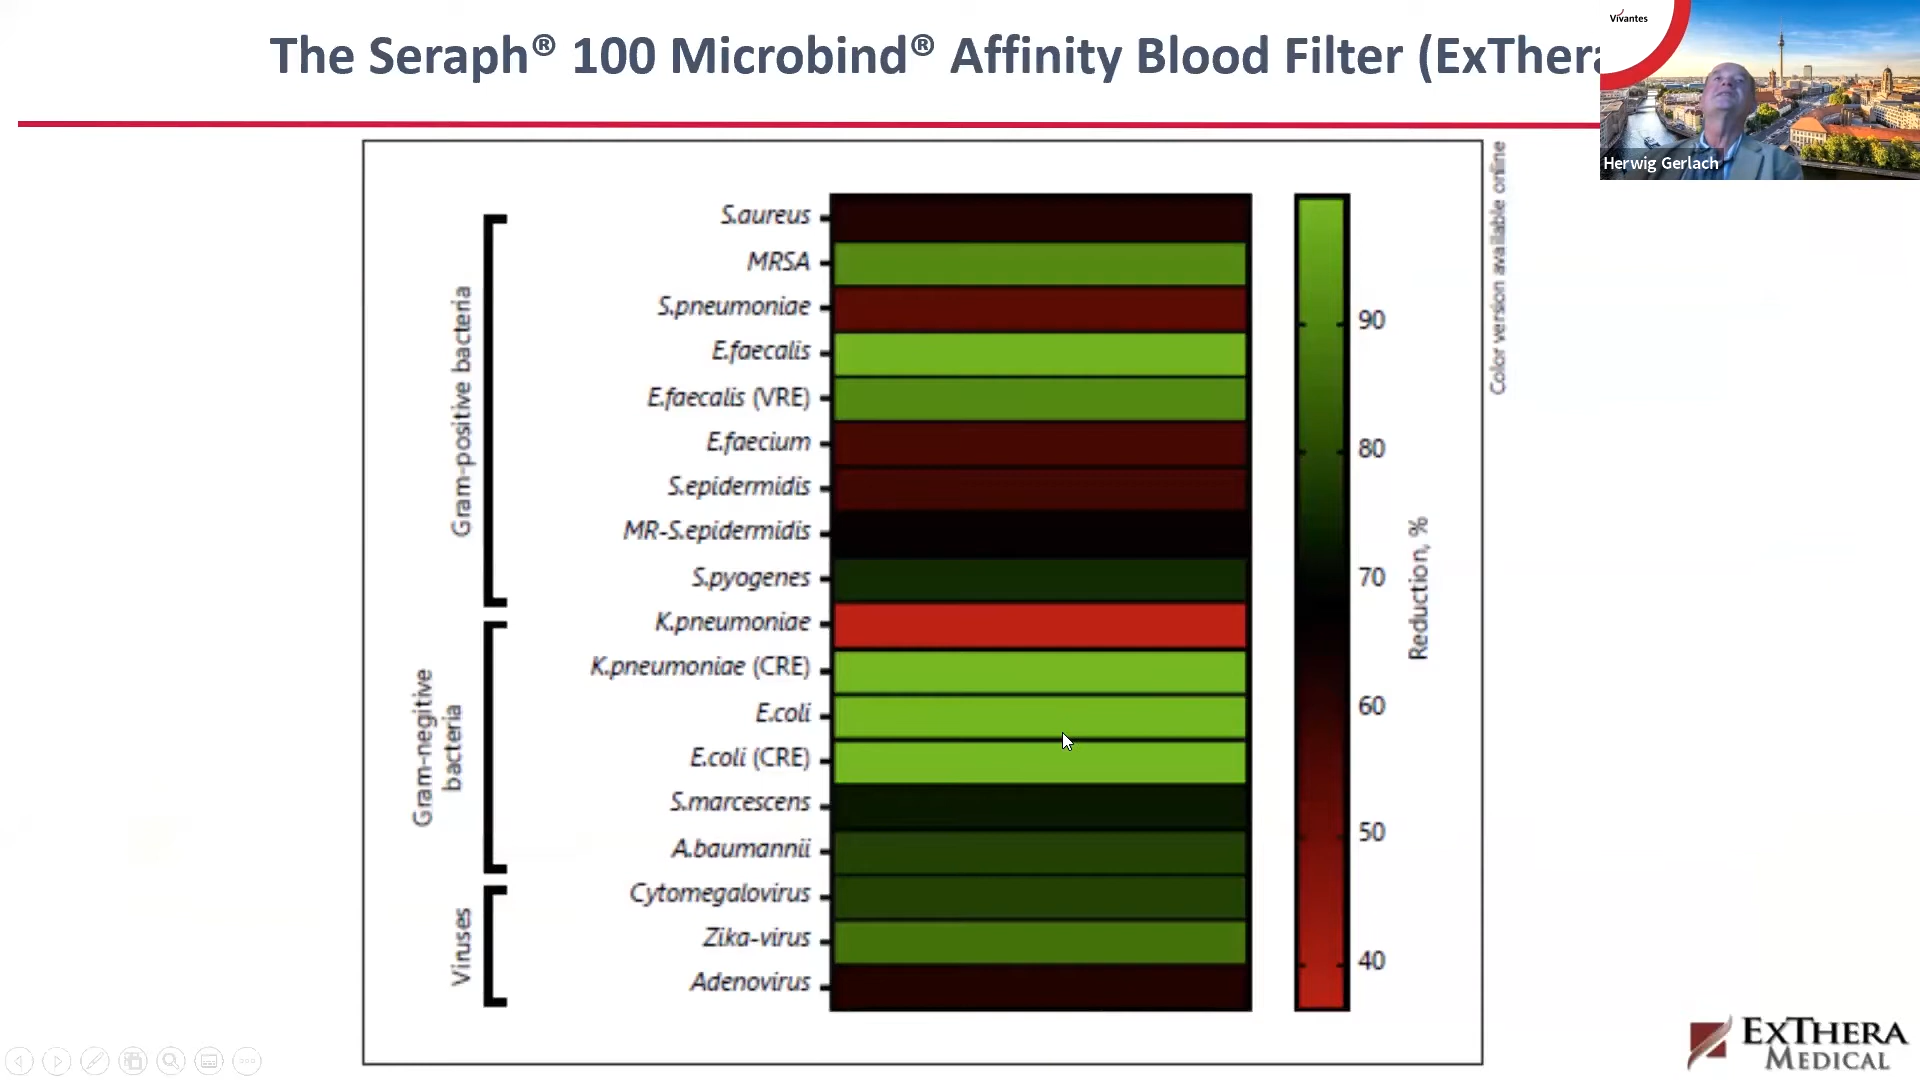 The Seraph® 100 Microbind® Affinity Blood Filter (ExThera
Vivantes
Herwig Gerlach
Color version available online
Gram-positive bacteria
S.aureus
MRSA
S.pneumoniae
E.faecalis
E.faecalis (VRE)
E.faecium
S.epidermidis
MR-S.epidermidis
S.pyogenes
Gram-negitive
bacteria
K.pneumoniae
K.pneumoniae (CRE)
E.coli
E.coli (CRE)
S.marcescens
A.baumannii
Viruses
Cytomegalovirus
Zika-virus
Adenovirus
90
80
70
60
50
40
Reduction, %
EXTHERA
MEDICAL